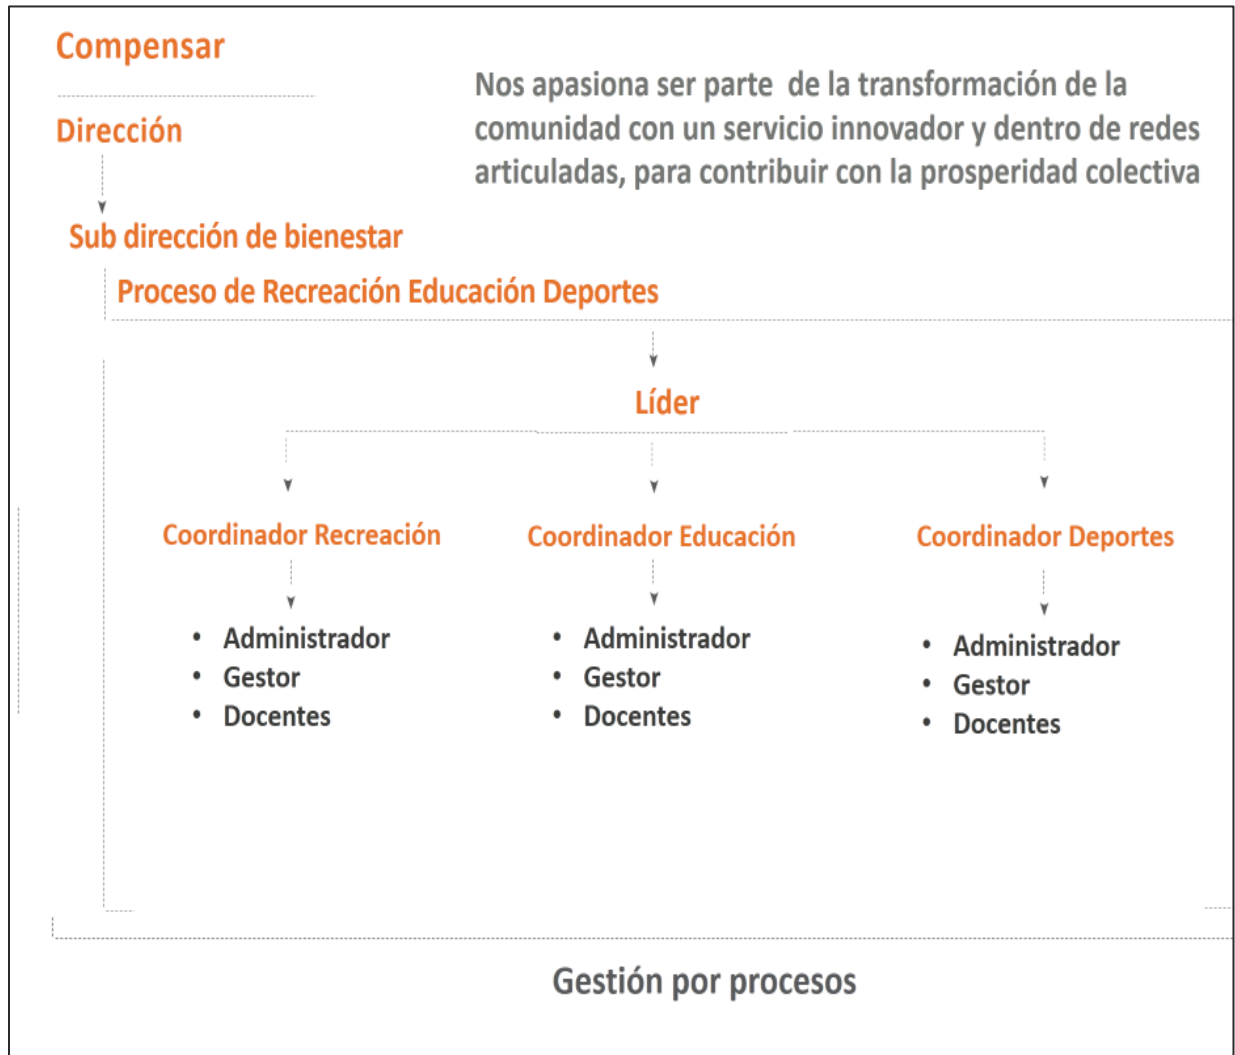 Compensar
Nos apasiona ser parte de la transformación de la
comunidad con un servicio innovador y dentro de redes
articuladas, para contribuir con la prosperidad colectiva
Dirección
Sub dirección de bienestar
Proceso de Recreación Educación Deportes
Líder
Coordinador Recreación
• Administrador
• Gestor
• Docentes
Coordinador Educación
• Administrador
• Gestor
• Docentes
Coordinador Deportes
• Administrador
• Gestor
• Docentes
Gestión por procesos